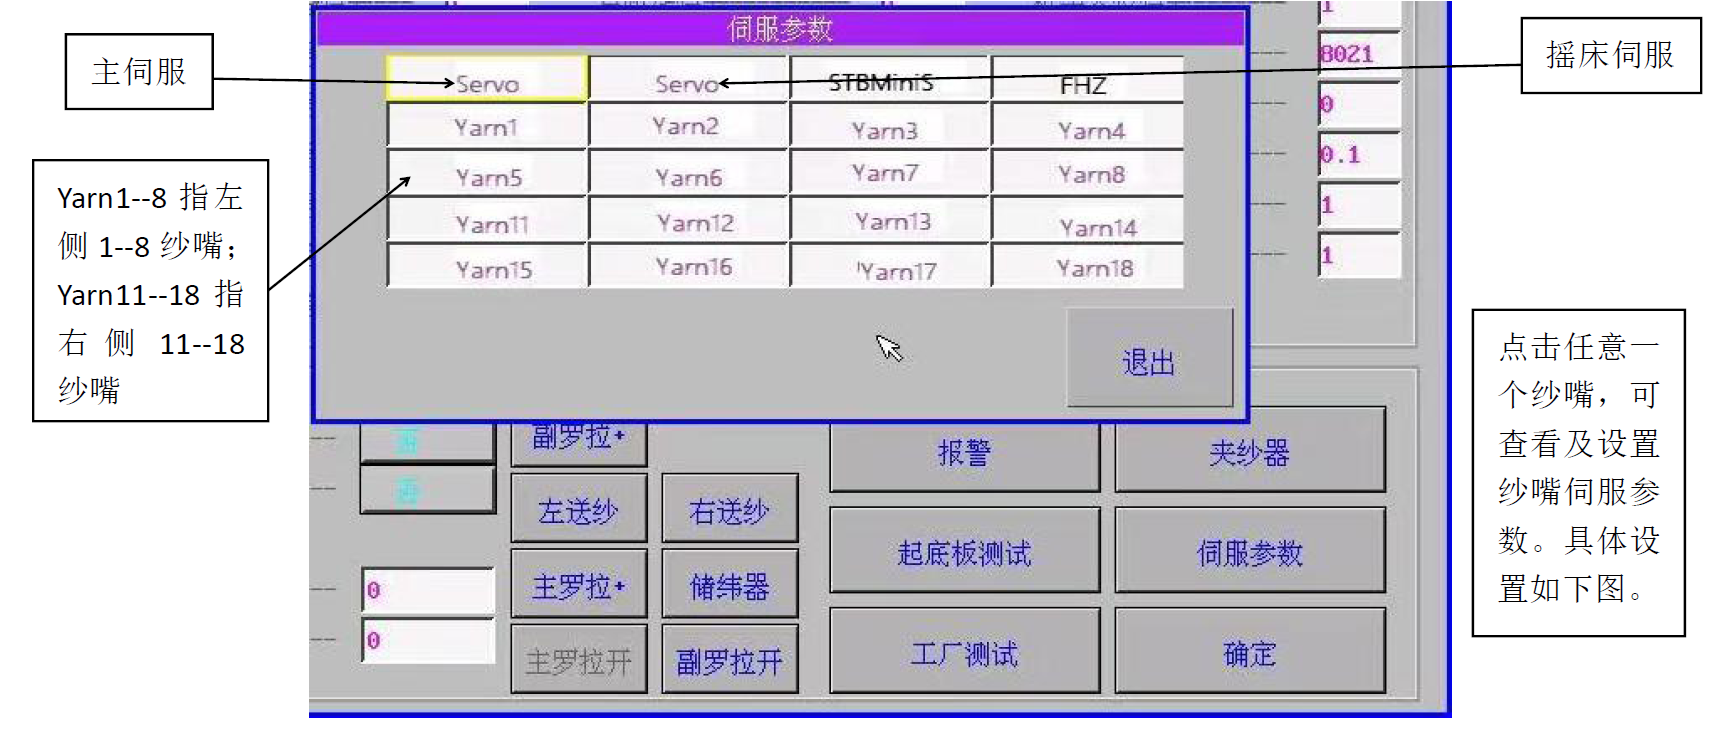 伺服参数
主伺服
摇床伺服
Servo Servo STBMiniS FHZ
Yarn1 Yarn2 Yarn3 Yarn4
Yarn5 Yarn6 Yarn7 Yarn8
Yarn11 Yarn12 Yarn13 Yarn14
Yarn15 Yarn16 'Yarn17 Yarn18
退出
Yarn1--8 指左
侧 1--8 纱嘴；
Yarn11--18 指
右 侧 11--18
纱嘴
1
8021
0
0.1
1
1
点击任意一
个纱嘴，可
查看及设置
纱嘴伺服参
数。具体设
置如下图。
副罗拉+ 报警 夹纱器
左送纱 右送纱 起底板测试 伺服参数
0 主罗拉+ 储纬器
0 主罗拉开 副罗拉开 工厂测试 确定